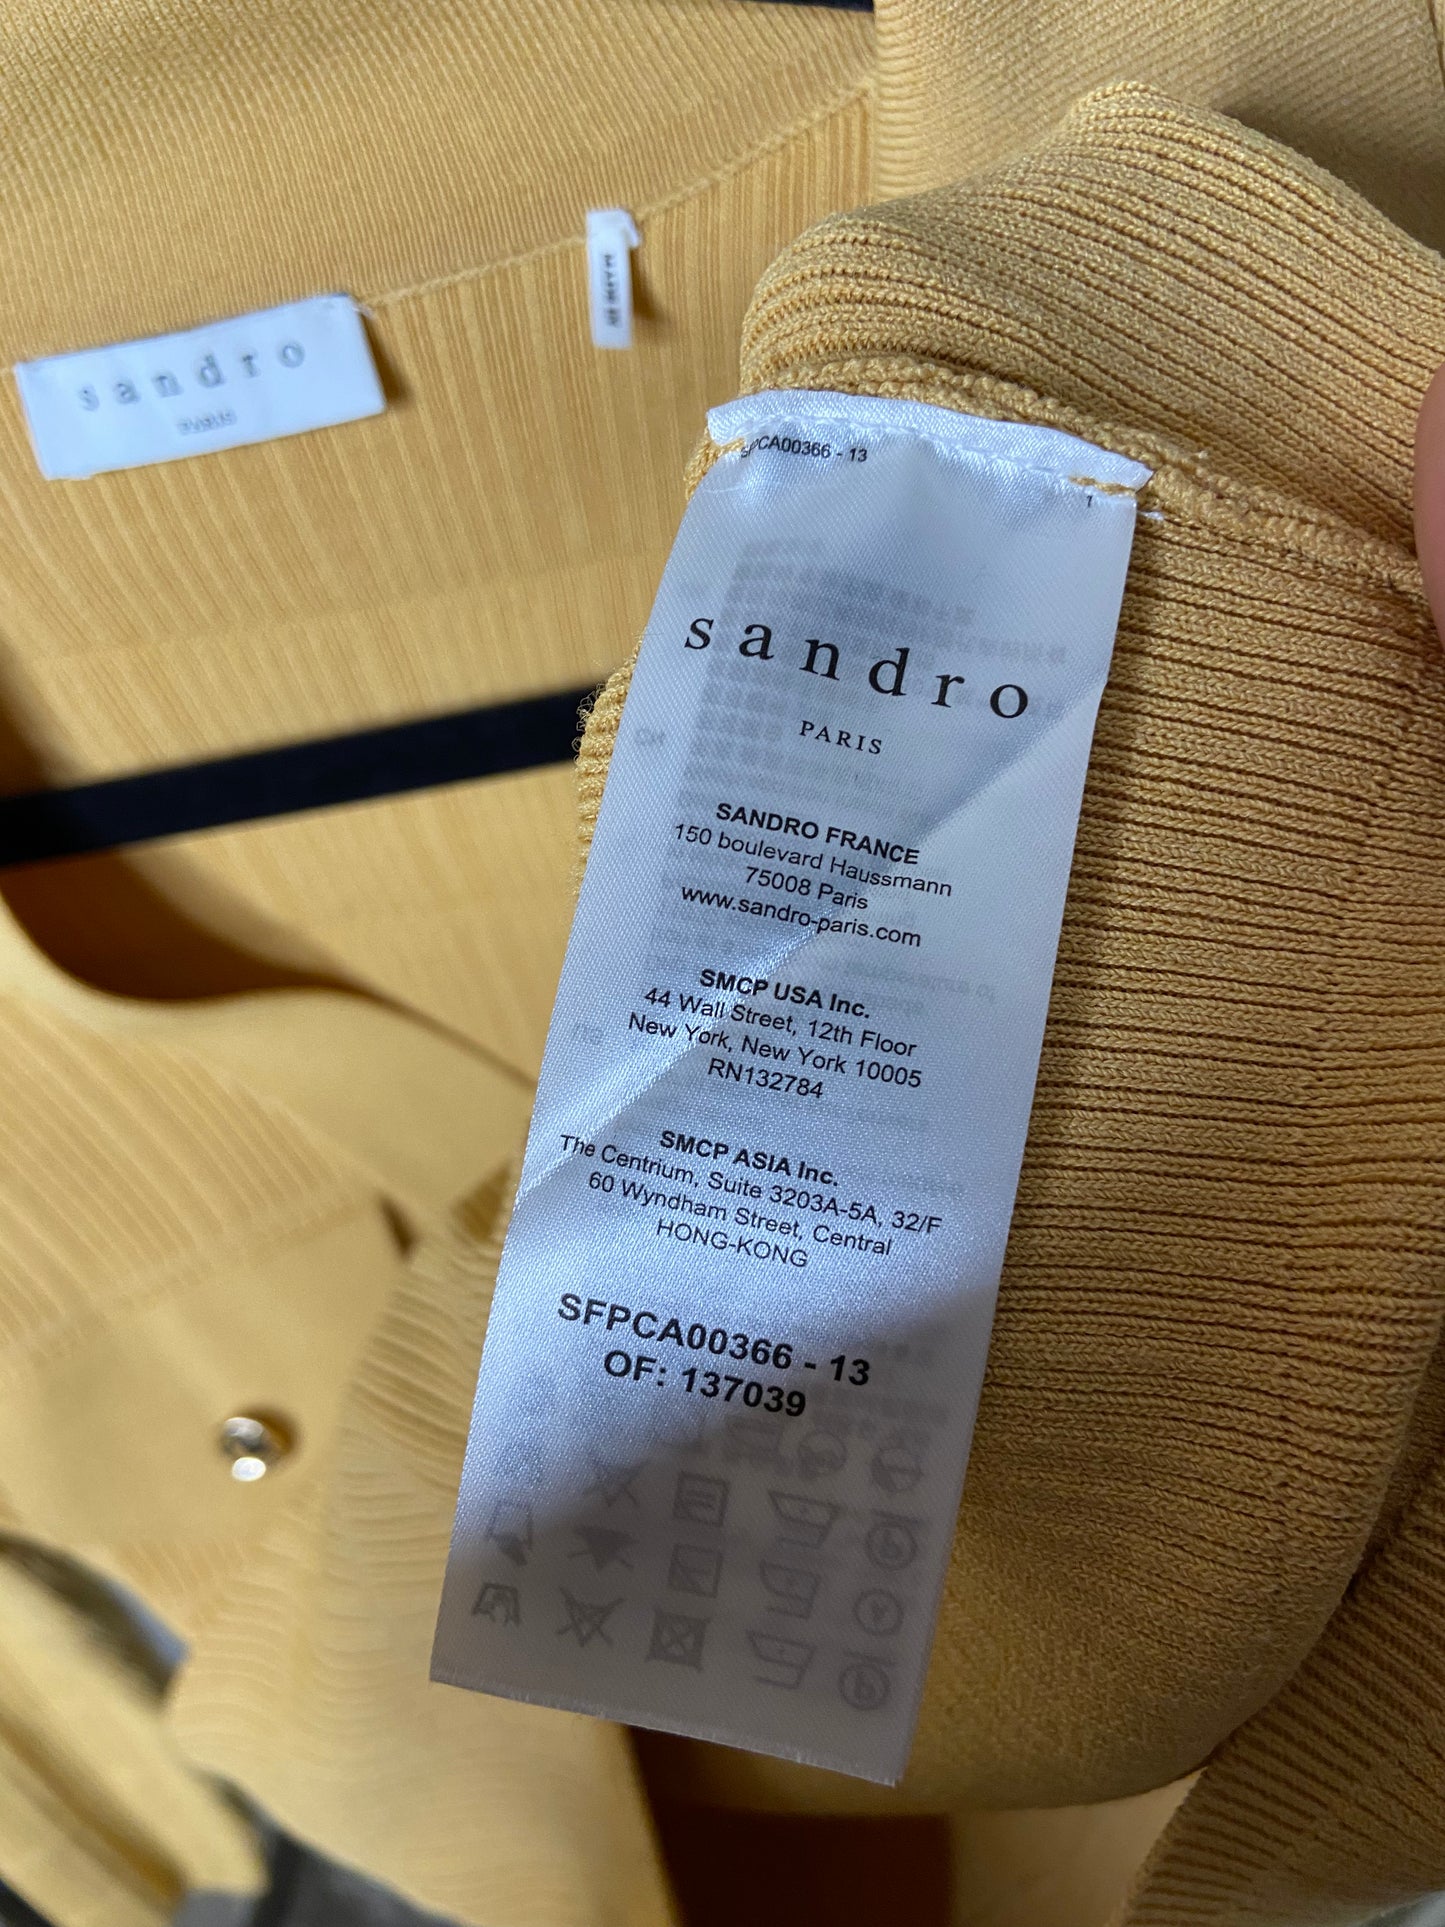 sandro
PARIS
SFPCA00366 - 13
1
sandro
PARIS
SANDRO FRANCE
150 boulevard Haussmann
75008 Paris
www.sandro-paris.com
SMCP USA Inc.
44 Wall Street, 12th Floor
New York, New York 10005
RN132784
SMCP ASIA Inc.
The Centrium, Suite 3203A-5A, 32/F
60 Wyndham Street, Central
HONG-KONG
SFPCA00366 - 13
OF: 137039